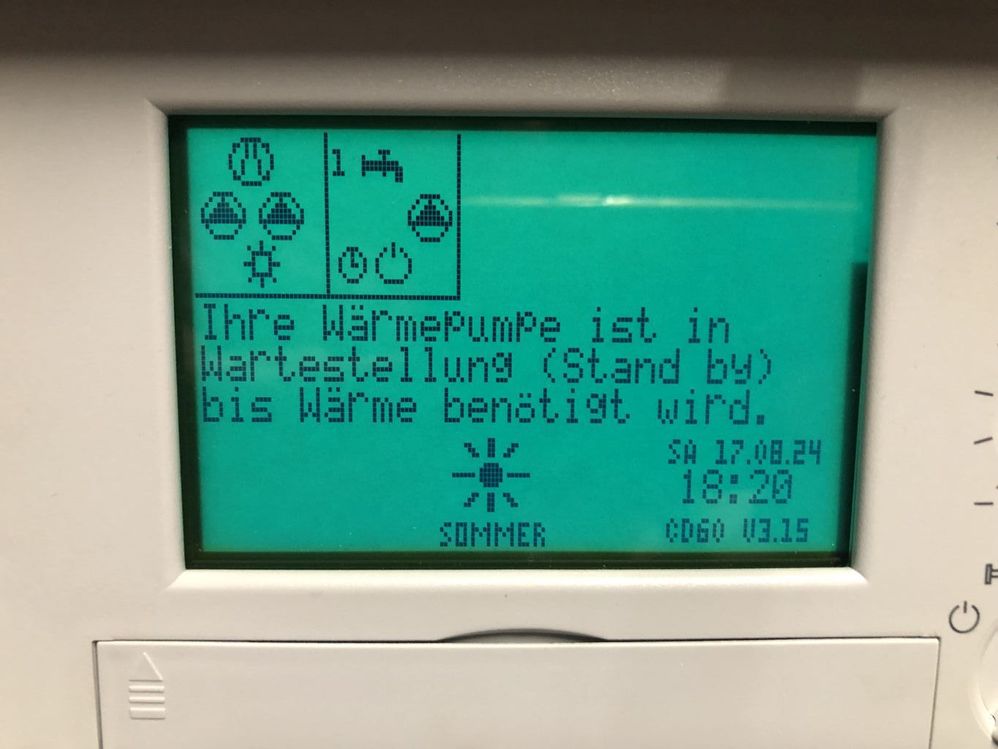 1
Ihre Wärmepumpe ist in
Wartestellung (Stand by)
bis Wärme benötigt wird.
SA 17.08.24
18:20
SOMMER
CD60 V3.15